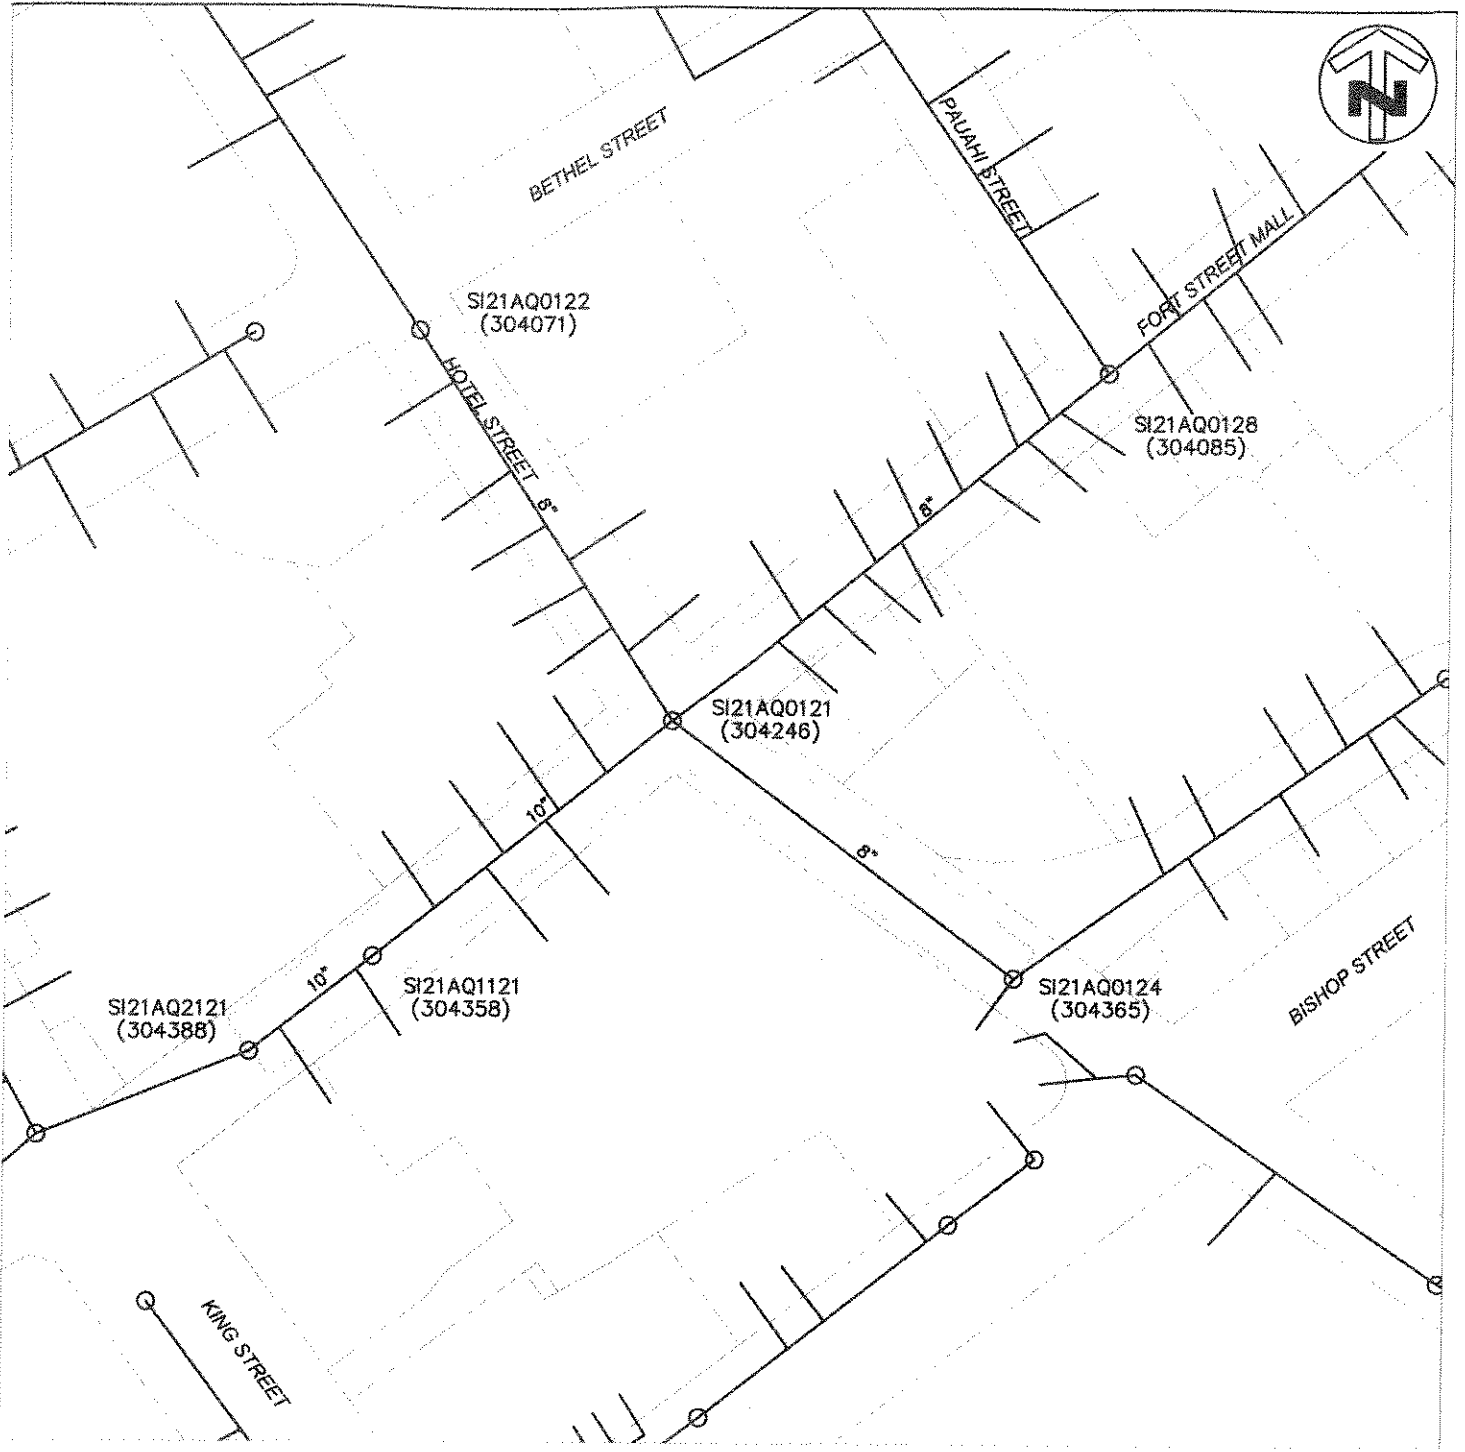 N
BETHEL STREET
PAUAHI STREET
FORT STREET MALL
SI21AQ0122
(304071)
HOTEL STREET
8"
SI21AQ0128
(304085)
8"
SI21AQ0121
(304246)
10"
8"
BISHOP STREET
10"
SI21AQ1121
(304358)
SI21AQ0124
(304365)
SI21AQ2121
(304388)
KING STREET